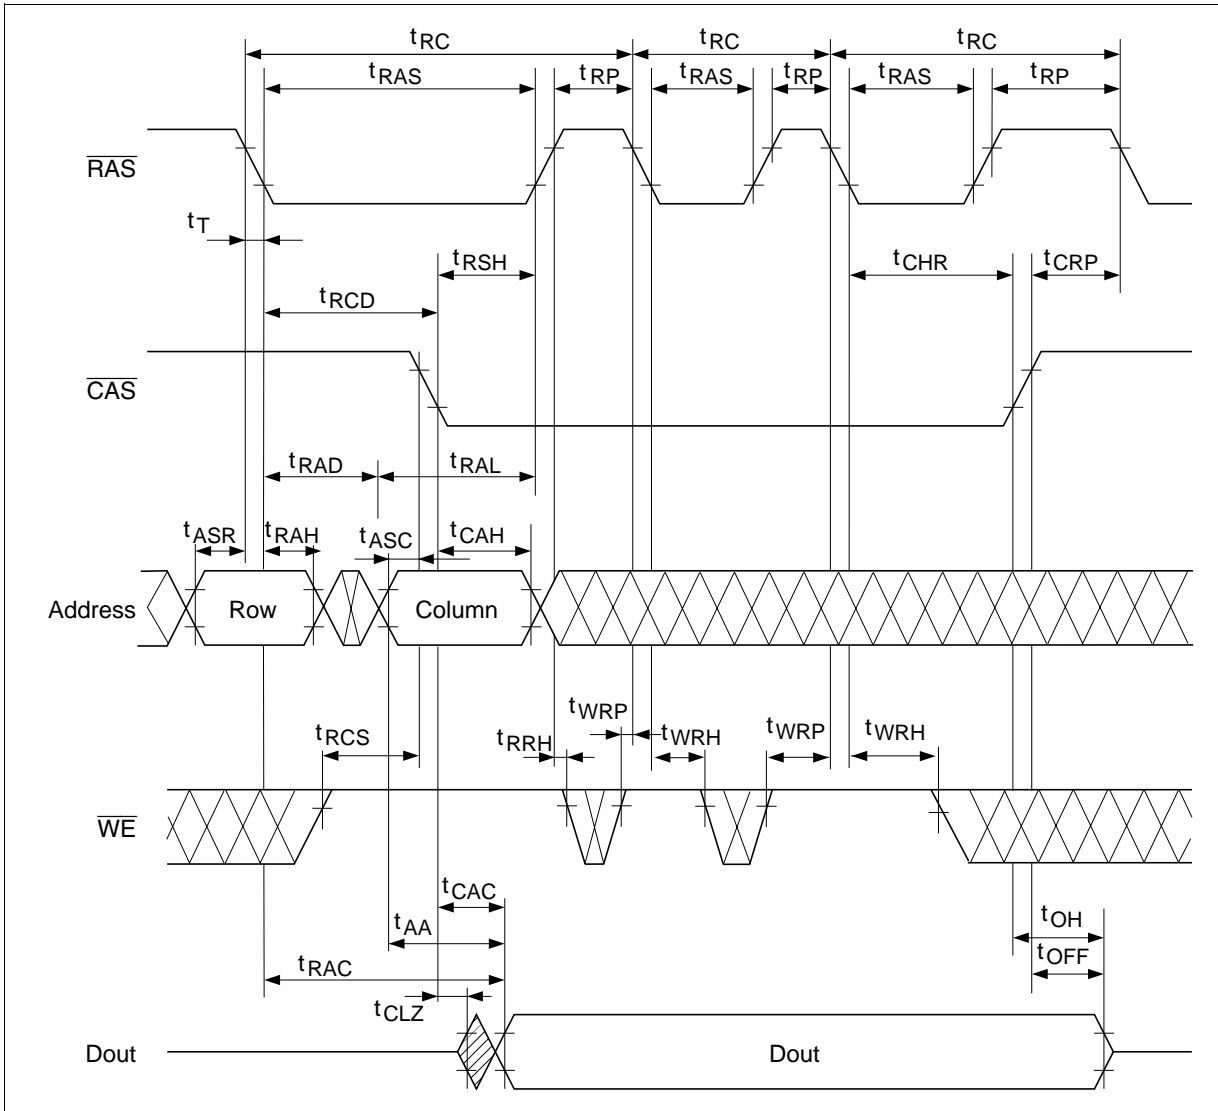 tRC tRC tRC
tRAS tRP tRAS tRP tRAS tRP
RAS
tT
tRSH tCHR tCRP
tRCD
CAS
tRAD tRAL
tASR tRAH tASC tCAH
Address Row Column
tWRP
tRCS tRRH tWRH tWRP tWRH
WE
tCAC
tAA tOH
tRAC tOFF
tCLZ
Dout Dout